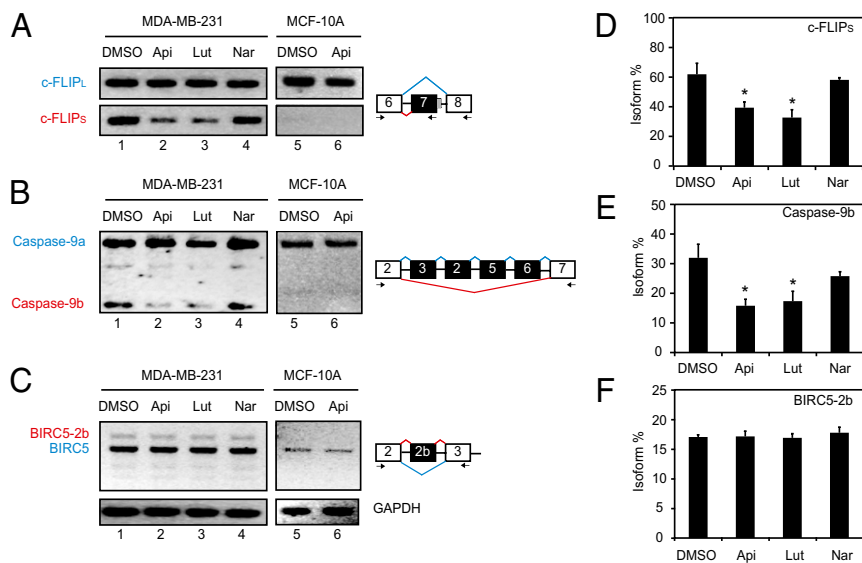 A
MDA-MB-231 MCF-10A
DMSO Api Lut Nar DMSO Api
c-FLIPL
c-FLIPS
1 2 3 4 5 6
6 7 8
B
MDA-MB-231 MCF-10A
DMSO Api Lut Nar DMSO Api
Caspase-9a
Caspase-9b
1 2 3 4 5 6
2 3 2 5 6 7
C
MDA-MB-231 MCF-10A
DMSO Api Lut Nar DMSO Api
BIRC5-2b
BIRC5
GAPDH
1 2 3 4 5 6
2 2b 3
D
c-FLIPS
Isoform %
100
80
60
40
20
0
* *
DMSO Api Lut Nar
E
Caspase-9b
Isoform %
50
40
30
20
10
0
* *
DMSO Api Lut Nar
F
BIRC5-2b
Isoform %
25
20
15
10
5
0
DMSO Api Lut Nar